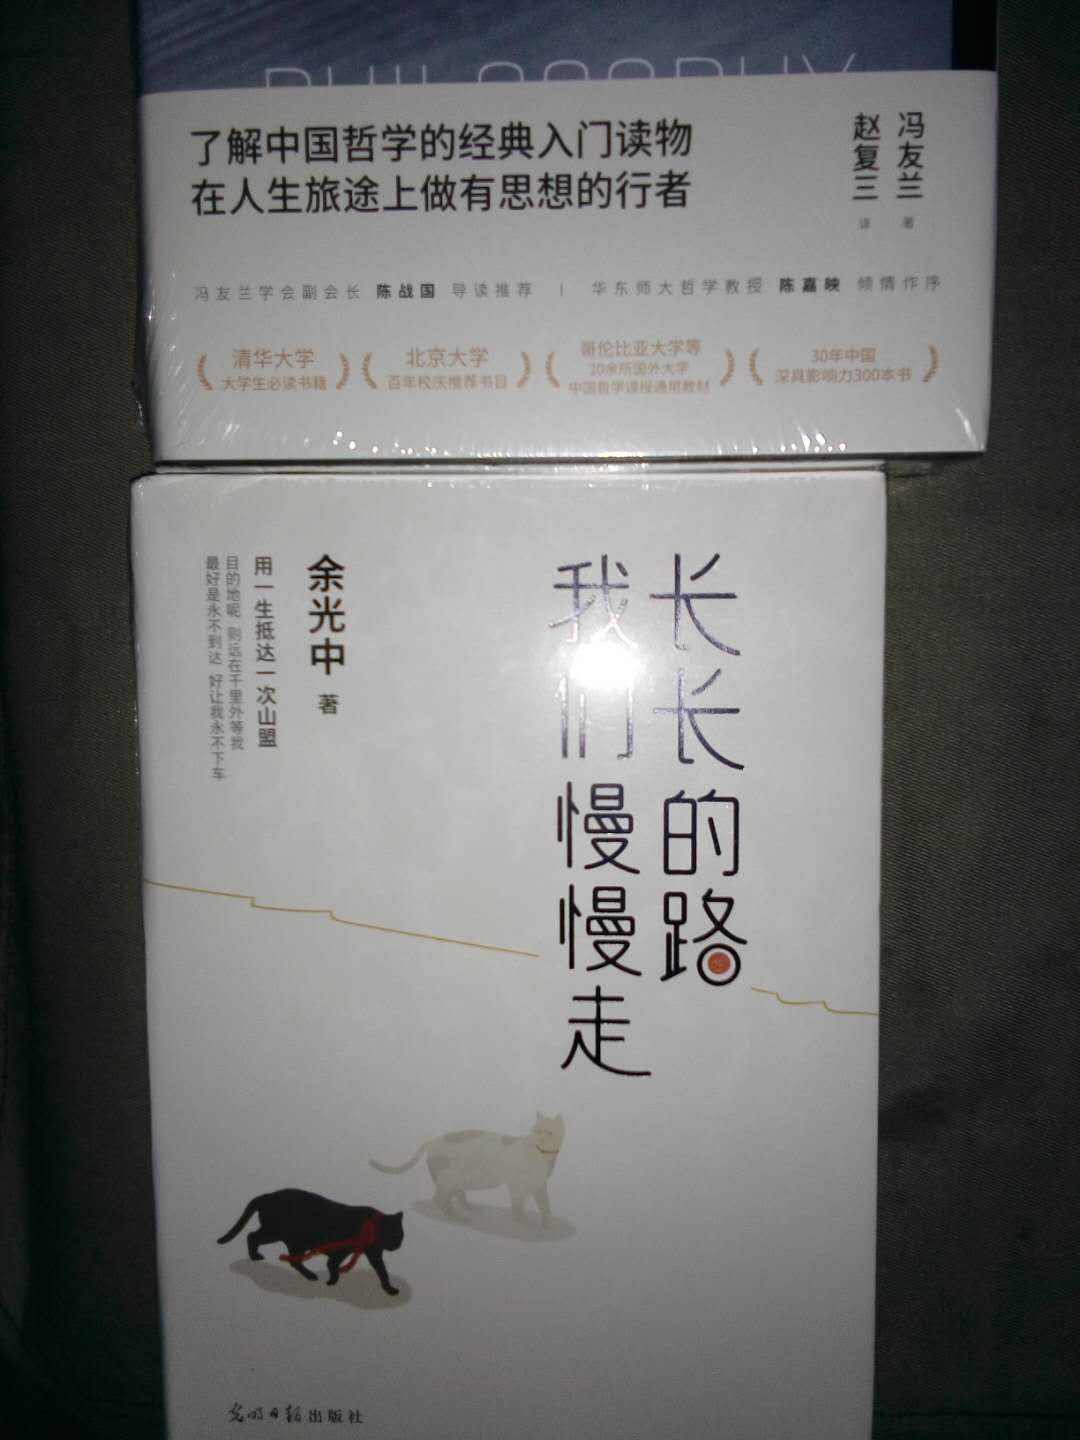 PHILOSOPHY
了解中国哲学的经典入门读物
在人生旅途上做有思想的行者
冯友兰 著
赵复三 译
冯友兰学会副会长 陈战国 导读推荐 | 华东师大哲学教授 陈嘉映 倾情作序
清华大学
大学生必读书籍
北京大学
百年校庆推荐书目
哥伦比亚大学等
20余所国外大学
中国哲学课程通用教材
30年中国
深具影响力300本书
长长的路
我们慢慢走
余光中 著
用一生抵达一次山盟
目的地呢 则远在千里外等我
最好是永不到达 好让我永不下车
光明日报出版社